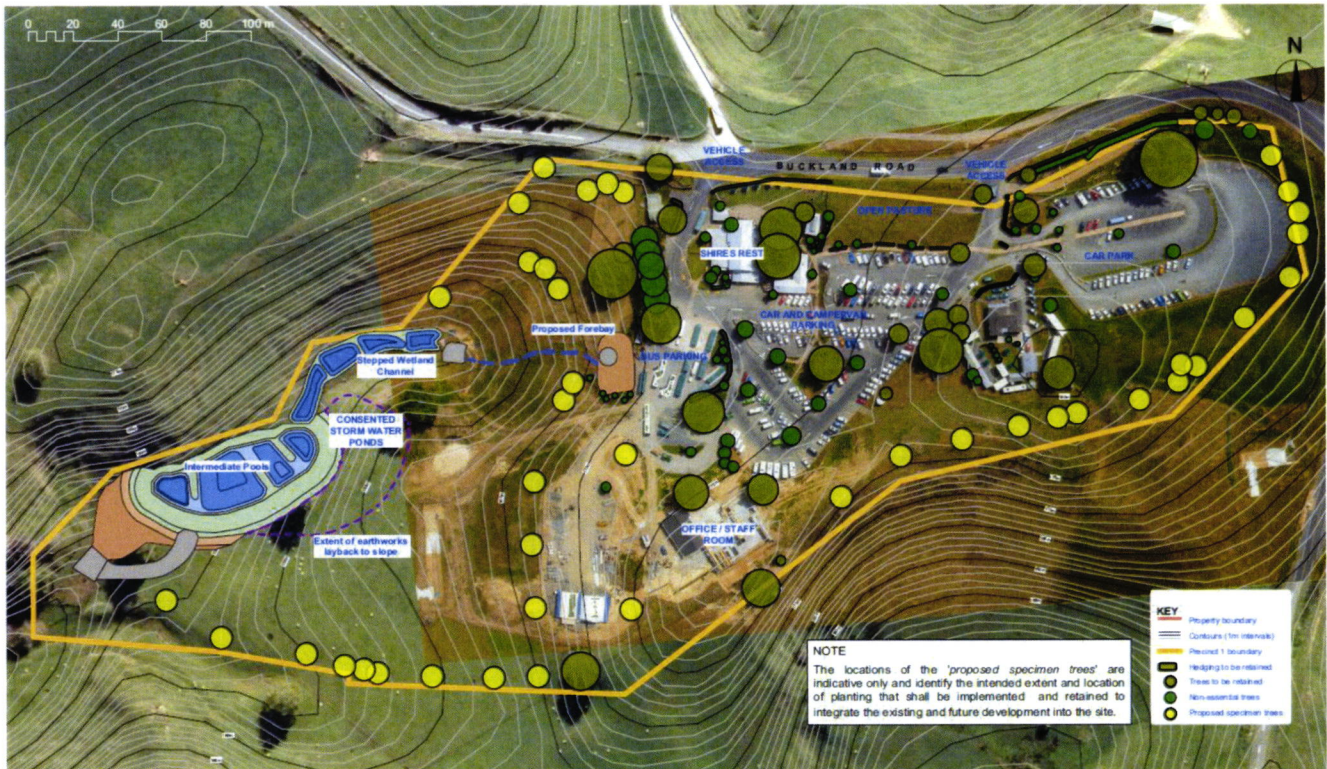 0 20 40 60 80 100 m
N
VEHICLE
ACCESS
BUCKLAND ROAD
VEHICLE
ACCESS
OPEN PASTURE
SHIRES REST
CAR PARK
CAR AND CAMPERVAN
PARKING
Proposed Forebay
BUS PARKING
Stepped Wetland
Channel
CONSENTED
STORM WATER
PONDS
Intermediate Pools
Extent of earthworks
layback to slope
OFFICE / STAFF
ROOM
NOTE
The locations of the 'proposed specimen trees' are
indicative only and identify the intended extent and location
of planting that shall be implemented and retained to
integrate the existing and future development into the site.
KEY
Property boundary
Contours (1m intervals)
Precinct 1 boundary
Hedging to be retained
Trees to be retained
Non-essential trees
Proposed specimen trees